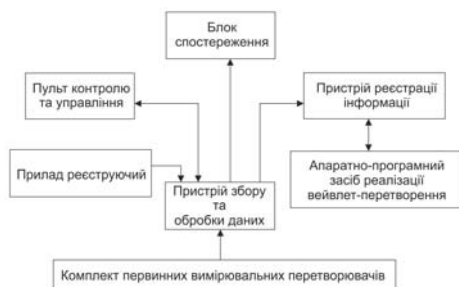 Блок
спостереження
Пульт контролю
та управління
Пристрій реєстрації
інформації
Прилад реєструючий
Пристрій збору
та
обробки даних
Апаратно-програмний
засіб реалізації
вейвлет-перетворення
Комплект первинних вимірювальних перетворювачів